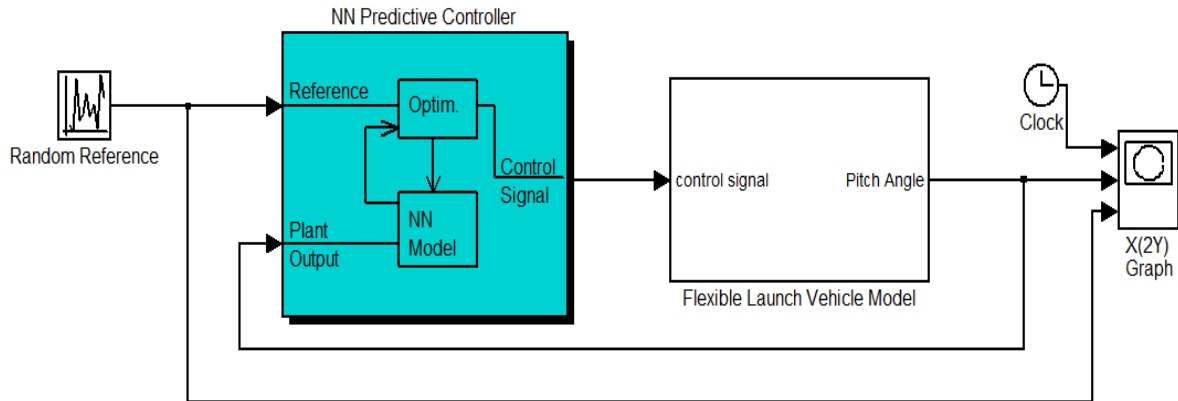 NN Predictive Controller
Reference
Optim.
Random Reference
Control
Signal
NN
Model
Plant
Output
control signal
Pitch Angle
Flexible Launch Vehicle Model
Clock
X(2Y)
Graph